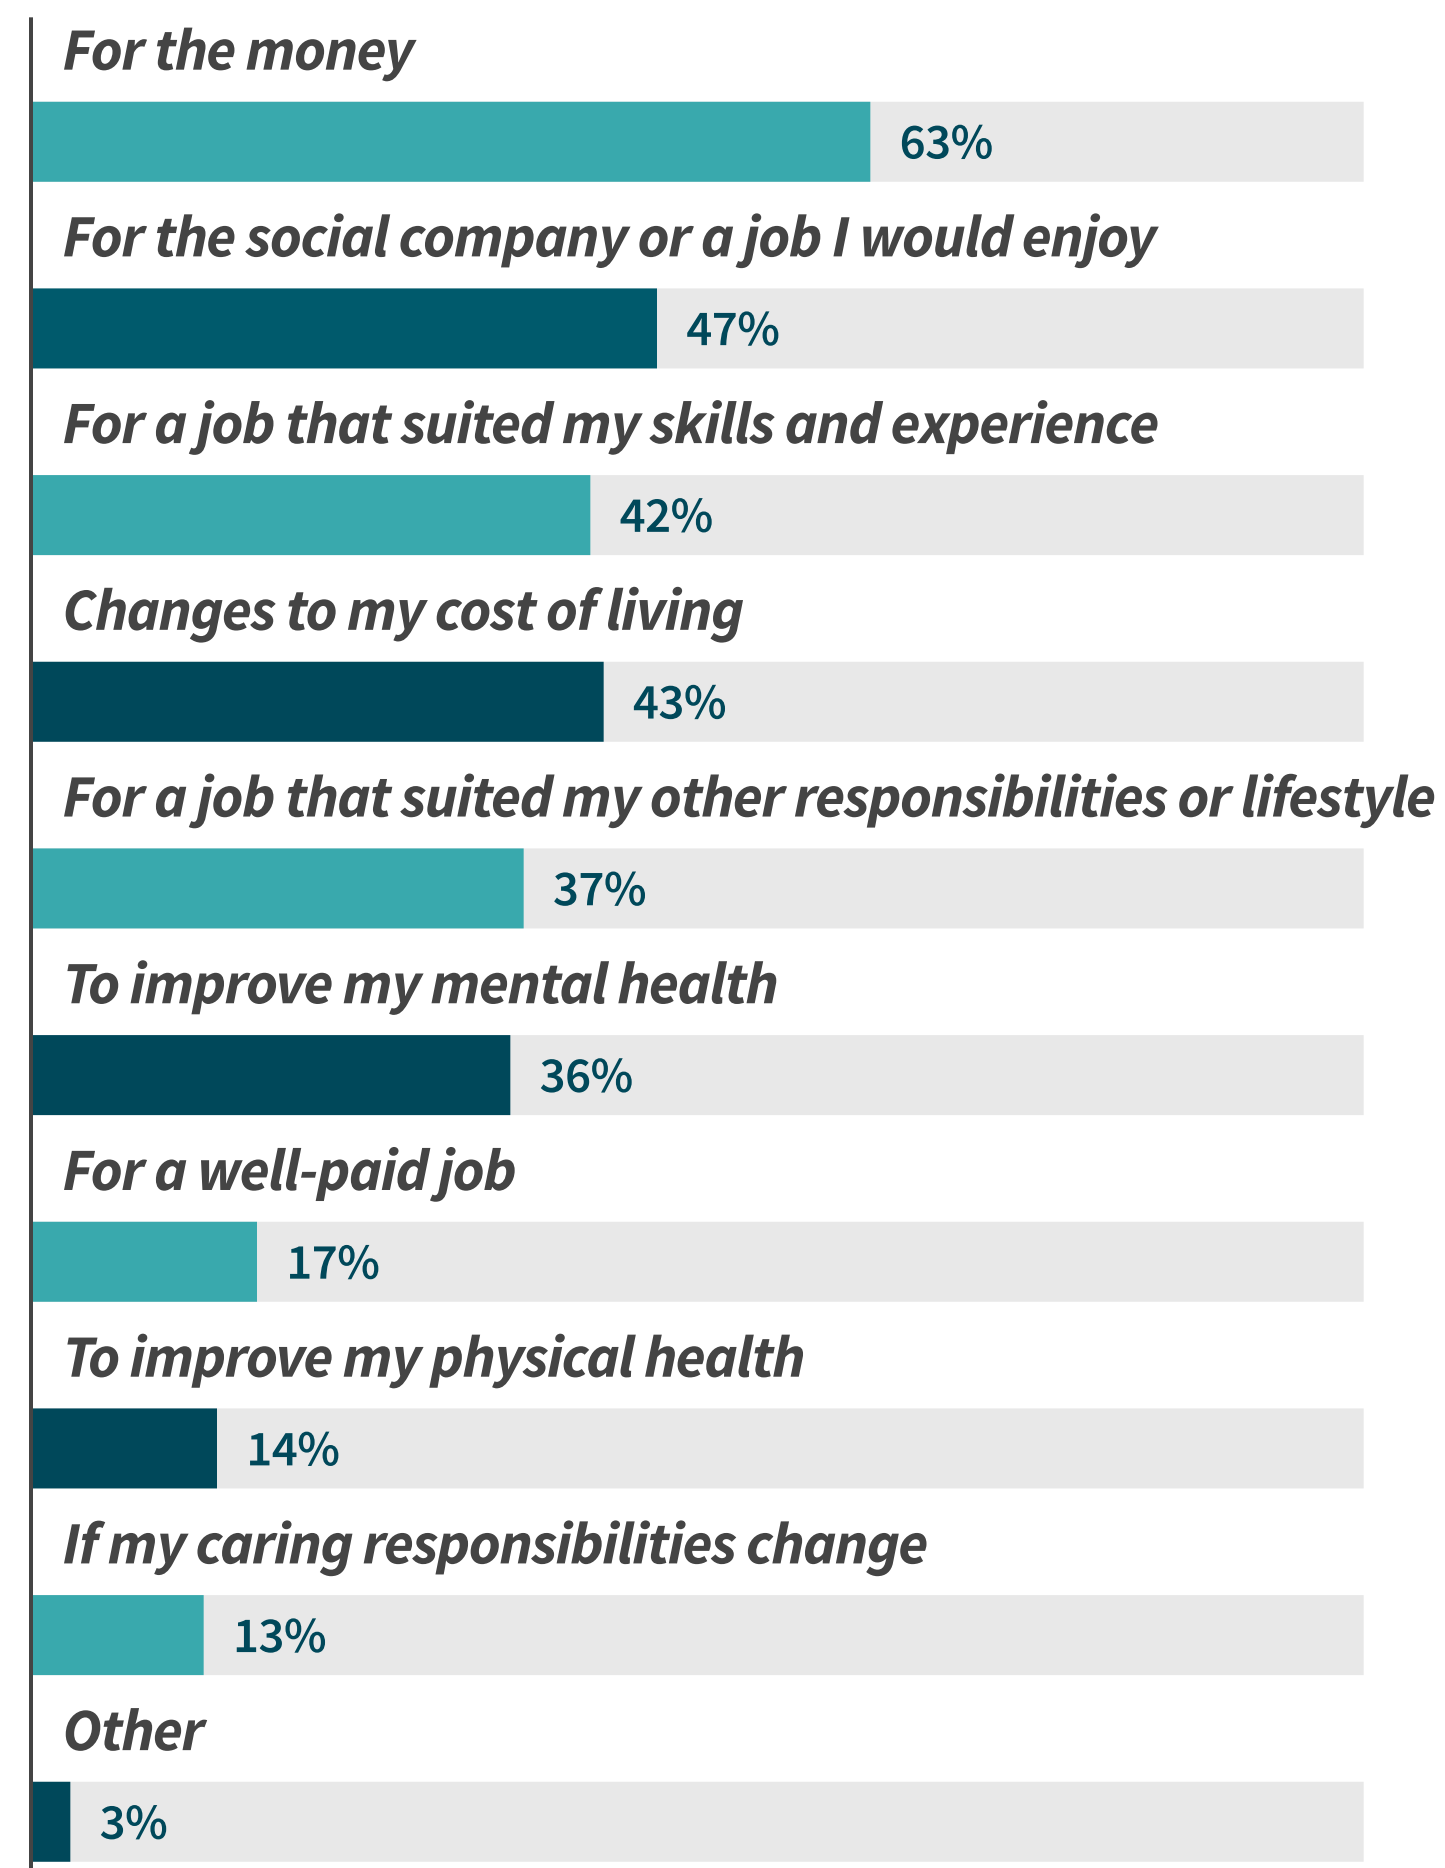 For the money
63%
For the social company or a job I would enjoy
47%
For a job that suited my skills and experience
42%
Changes to my cost of living
43%
For a job that suited my other responsibilities or lifestyle
37%
To improve my mental health
36%
For a well-paid job
17%
To improve my physical health
14%
If my caring responsibilities change
13%
Other
3%